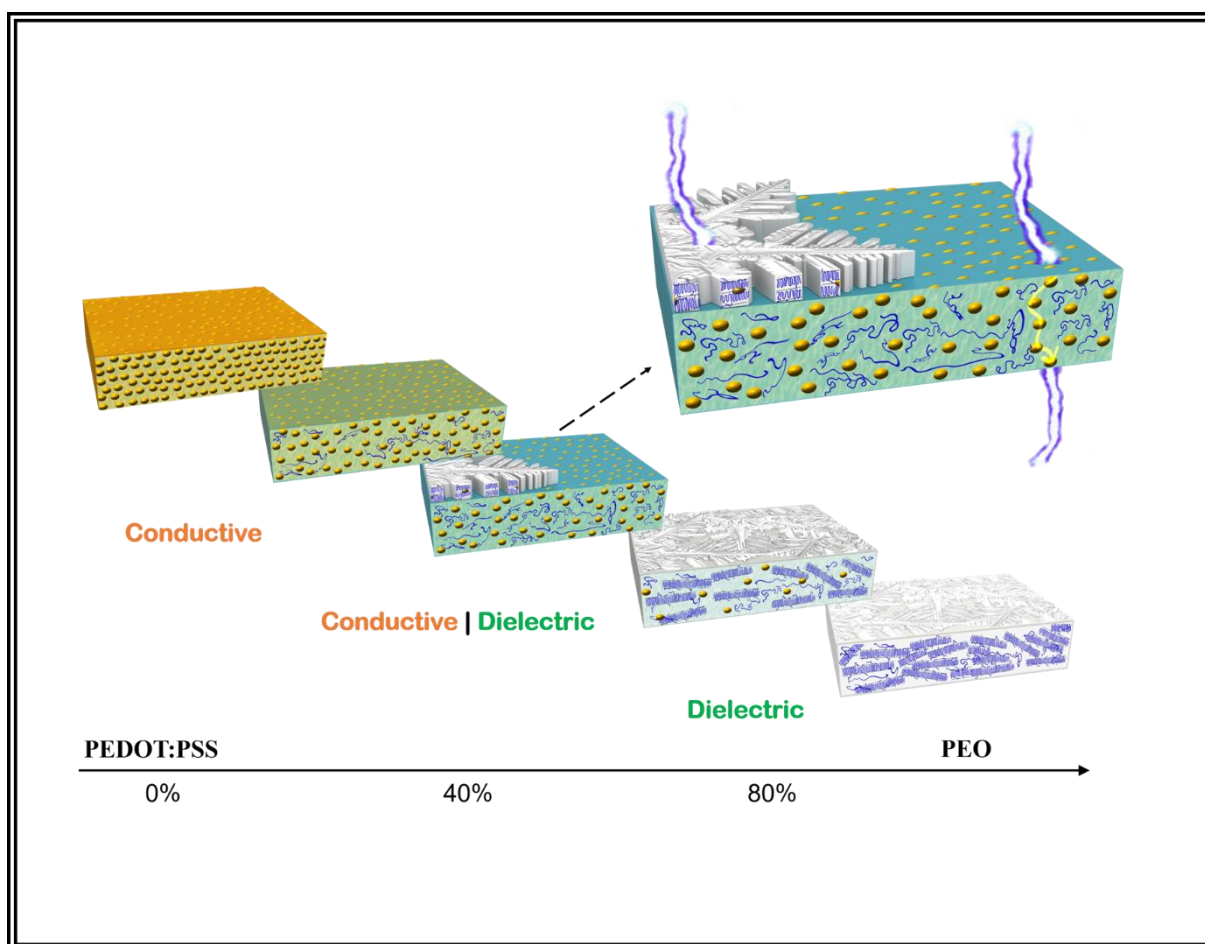 Conductive
Conductive | Dielectric
Dielectric
PEDOT:PSS PEO
0% 40% 80%